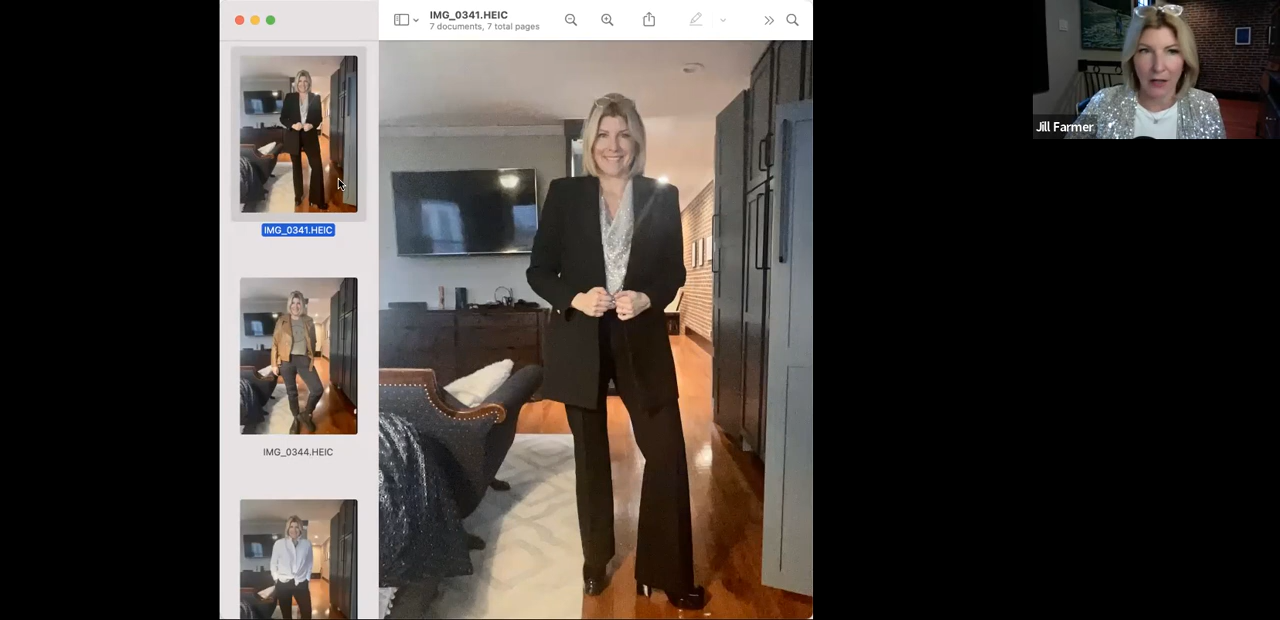 IMG_0341.HEIC
7 documents, 7 total pages
IMG_0341.HEIC
IMG_0344.HEIC
Jill Farmer